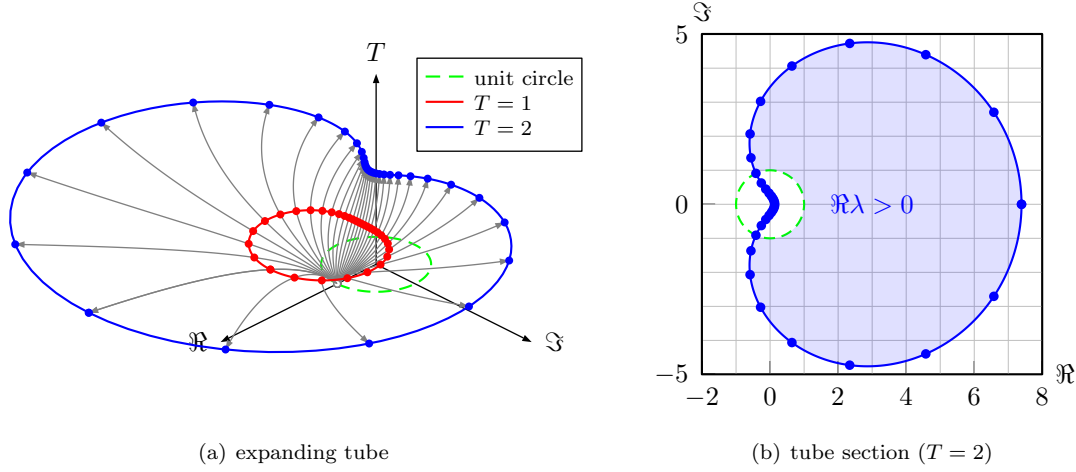 T
unit circle
T = 1
T = 2
ℜ
ℑ
(a) expanding tube
ℑ
5
0
−5
−2
0
2
4
6
8
ℜ
ℜλ > 0
(b) tube section (T = 2)